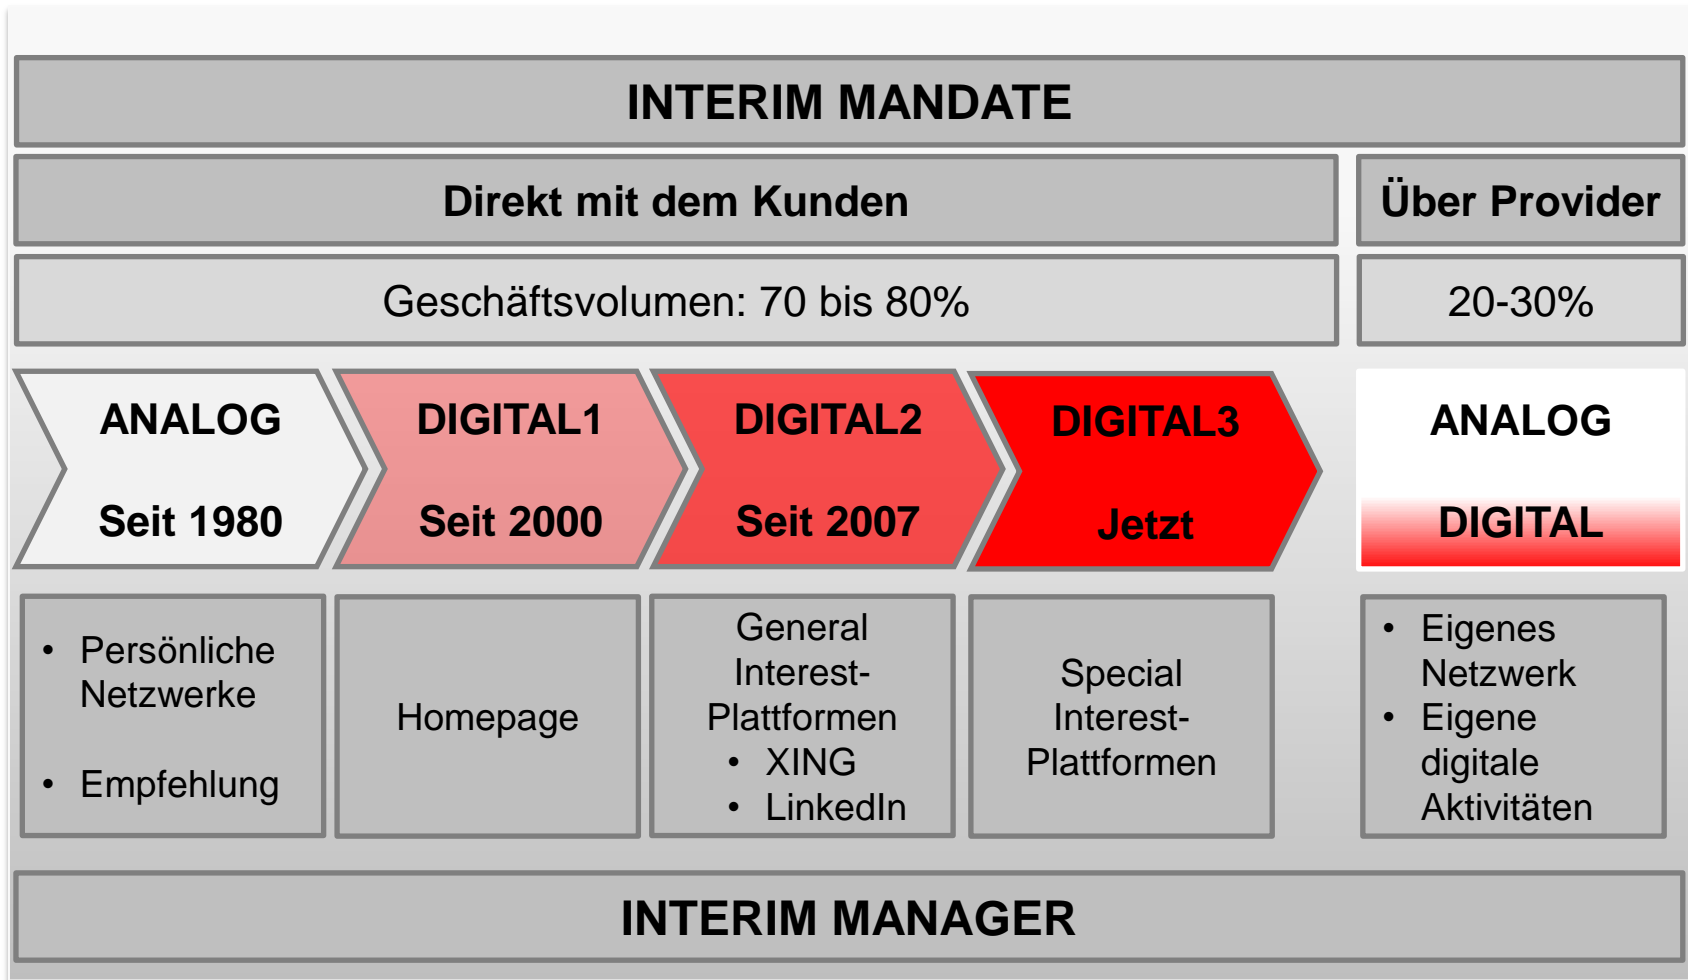 INTERIM MANDATE
Direkt mit dem Kunden
Über Provider
Geschäftsvolumen: 70 bis 80%
20-30%
ANALOG
Seit 1980
DIGITAL1
Seit 2000
DIGITAL2
Seit 2007
DIGITAL3
Jetzt
ANALOG
DIGITAL
• Persönliche
Netzwerke
• Empfehlung
Homepage
General
Interest-
Plattformen
• XING
• LinkedIn
Special
Interest-
Plattformen
• Eigenes
Netzwerk
• Eigene
digitale
Aktivitäten
INTERIM MANAGER